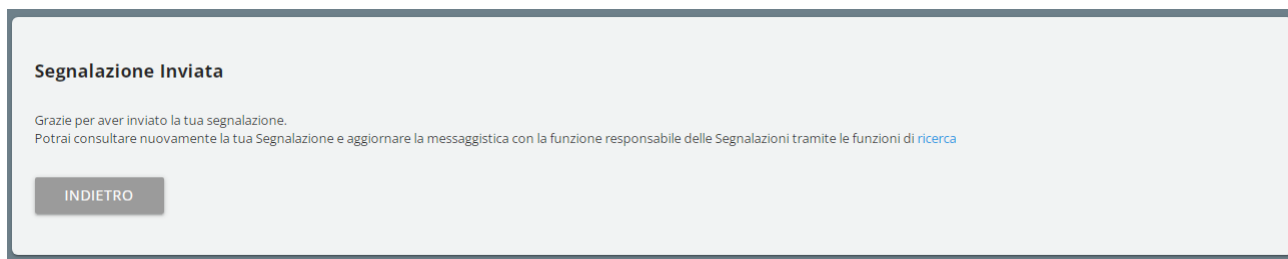 Segnalazione Inviata
Grazie per aver inviato la tua segnalazione.
Potrai consultare nuovamente la tua Segnalazione e aggiornare la messaggistica con la funzione responsabile delle Segnalazioni tramite le funzioni di ricerca
INDIETRO